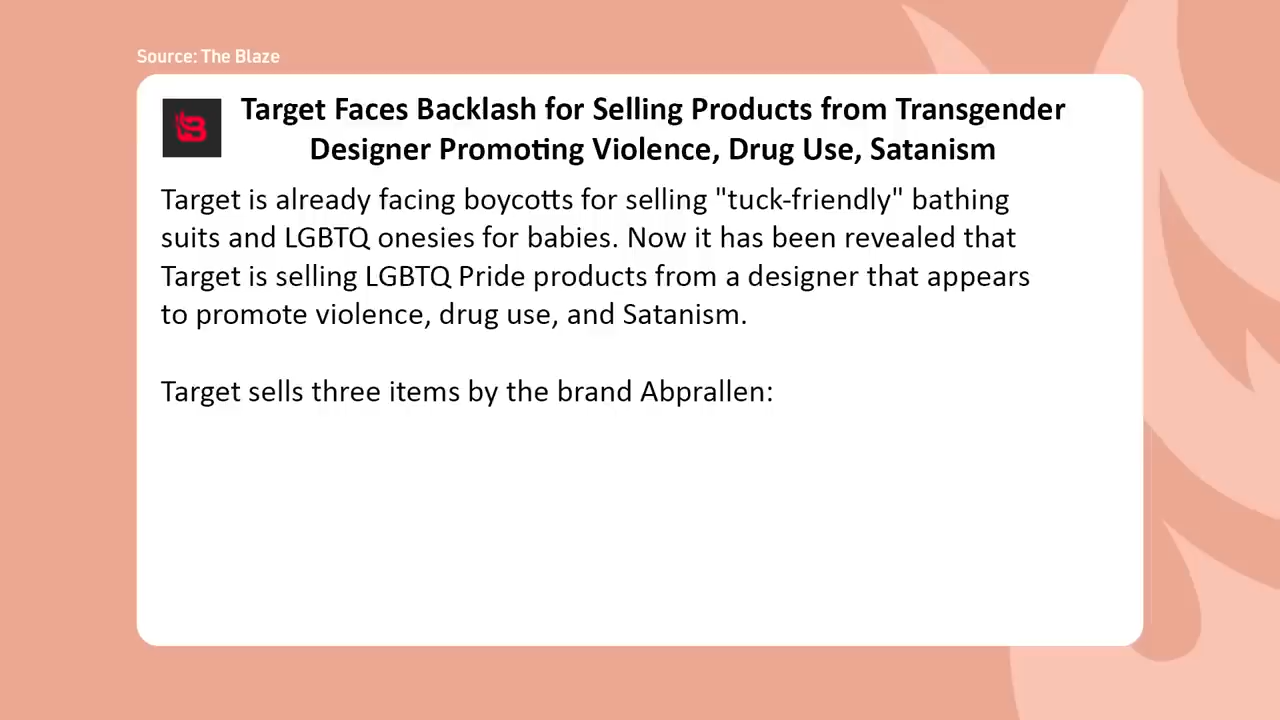 Source: The Blaze
Target Faces Backlash for Selling Products from Transgender
Designer Promoting Violence, Drug Use, Satanism
Target is already facing boycotts for selling "tuck-friendly" bathing
suits and LGBTQ onesies for babies. Now it has been revealed that
Target is selling LGBTQ Pride products from a designer that appears
to promote violence, drug use, and Satanism.
Target sells three items by the brand Abprallen: